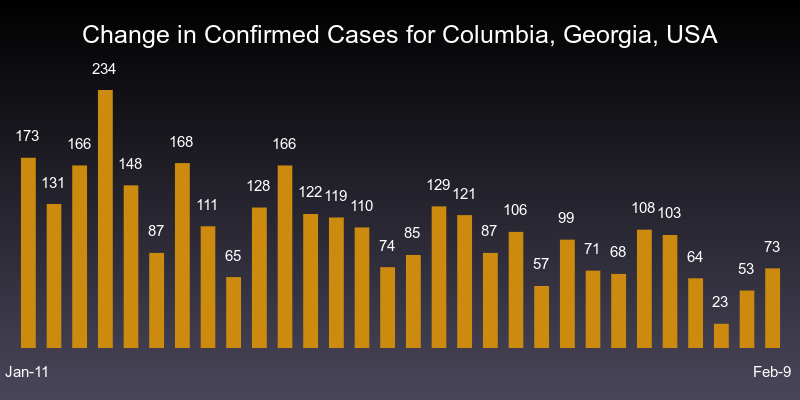 Change in Confirmed Cases for Columbia, Georgia, USA
173 131 166 234 148 87 168 111 65 128 166 122 119 110 74 85 129 121 87 106 57 99 71 68 108 103 64 23 53 73
Jan-11 Feb-9